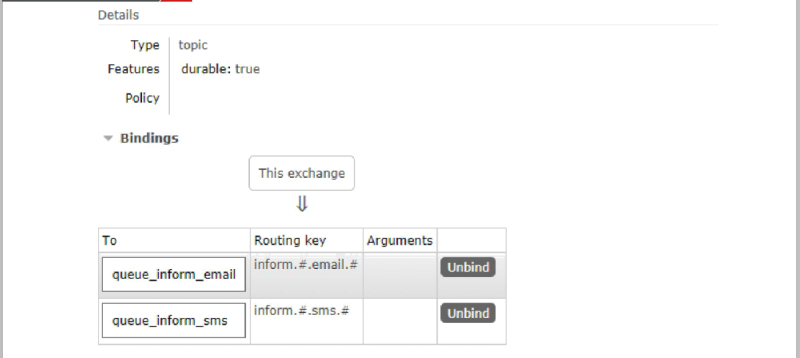 Details
Type topic
Features durable: true
Policy
Bindings
This exchange
⇓
To Routing key Arguments
queue_inform_email inform.#.email.# Unbind
queue_inform_sms inform.#.sms.# Unbind